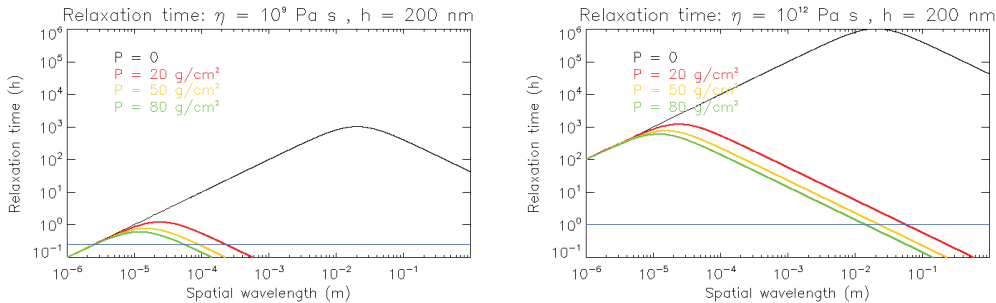 Relaxation time: η = 10⁹ Pa s , h = 200 nm
10⁶
10⁵
10⁴
10³
10²
10¹
10⁰
10⁻¹
Relaxation time (h)
P = 0
P = 20 g/cm²
P = 50 g/cm²
P = 80 g/cm²
10⁻⁶
10⁻⁵
10⁻⁴
10⁻³
10⁻²
10⁻¹
Spatial wavelength (m)
Relaxation time: η = 10¹² Pa s , h = 200 nm
10⁶
10⁵
10⁴
10³
10²
10¹
10⁰
10⁻¹
Relaxation time (h)
P = 0
P = 20 g/cm²
P = 50 g/cm²
P = 80 g/cm²
10⁻⁶
10⁻⁵
10⁻⁴
10⁻³
10⁻²
10⁻¹
Spatial wavelength (m)